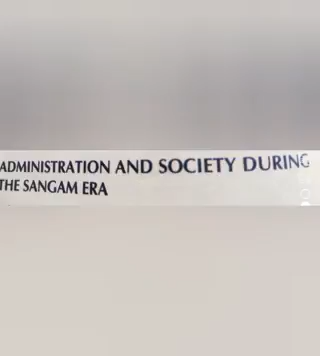 ADMINISTRATION AND SOCIETY DURING
THE SANGAM ERA